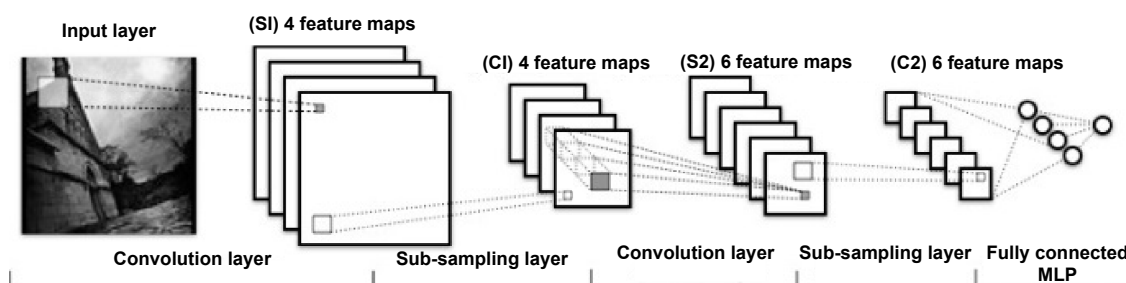 Input layer
(SI) 4 feature maps
(CI) 4 feature maps
(S2) 6 feature maps
(C2) 6 feature maps
Convolution layer
Sub-sampling layer
Convolution layer
Sub-sampling layer
Fully connected
MLP